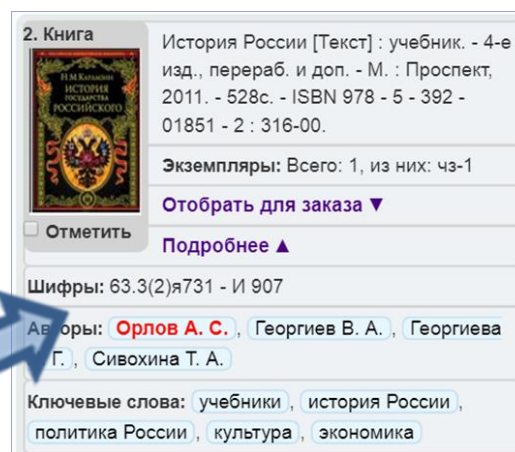 2. Книга
Н.М.Карамзин
ИСТОРИЯ
ГОСУДАРСТВА
РОССИЙСКОГО
Отметить
История России [Текст] : учебник. - 4-е
изд., перераб. и доп. - М. : Проспект,
2011. - 528с. - ISBN 978 - 5 - 392 -
01851 - 2 : 316-00.
Экземпляры: Всего: 1, из них: чз-1
Отобрать для заказа ▼
Подробнее ▲
Шифры: 63.3(2)я731 - И 907
Авторы: Орлов А. С. , Георгиев В. А. , Георгиева
Г. , Сивохина Т. А.
Ключевые слова: учебники , история России ,
политика России , культура , экономика